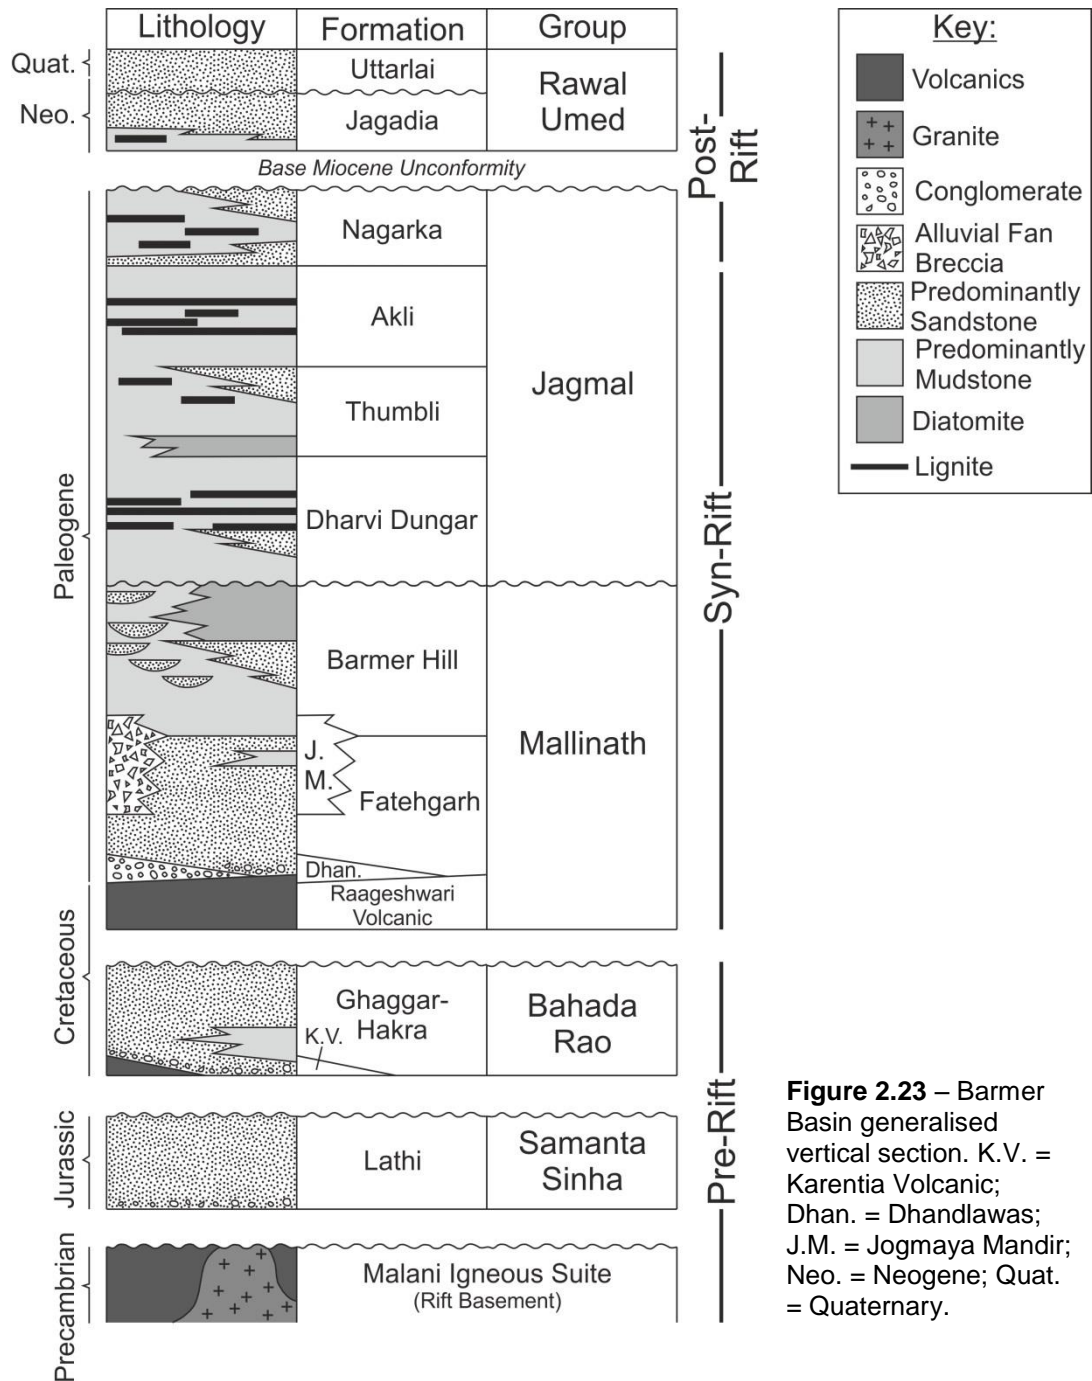 Lithology
Formation
Group
Quat.
Neo.
Uttarlai
Jagadia
Rawal
Umed
Base Miocene Unconformity
Post-
Rift
Paleogene
Nagarka
Akli
Thumbli
Dharvi Dungar
Jagmal
Syn-Rift
Barmer Hill
J.
M.
Fatehgarh
Dhan.
Raageshwari
Volcanic
Mallinath
Cretaceous
Ghaggar-
Hakra
K.V.
Bahada
Rao
Pre-Rift
Jurassic
Lathi
Samanta
Sinha
Precambrian
Malani Igneous Suite
(Rift Basement)
Key:
Volcanics
Granite
Conglomerate
Alluvial Fan
Breccia
Predominantly
Sandstone
Predominantly
Mudstone
Diatomite
Lignite
Figure 2.23 – Barmer
Basin generalised
vertical section. K.V. =
Karentia Volcanic;
Dhan. = Dhandlawas;
J.M. = Jogmaya Mandir;
Neo. = Neogene; Quat.
= Quaternary.